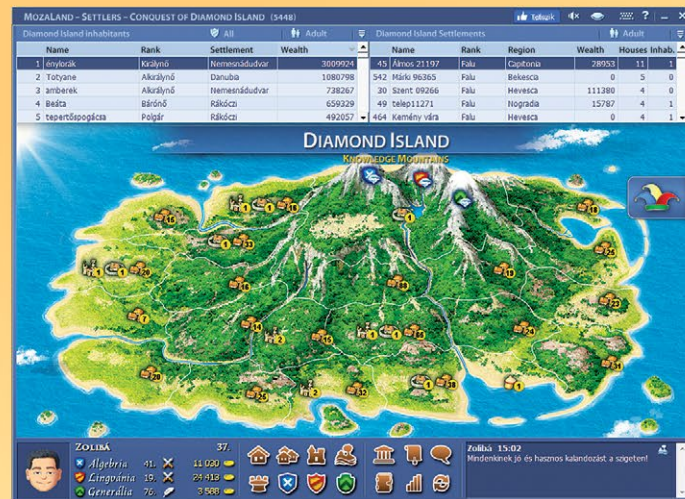 MOZALAND – SETTLERS – CONQUEST OF DIAMOND ISLAND (5448)
Tetszik
Diamond Island inhabitants All Adult
Name Rank Settlement Wealth
1 énylorák Királynő Nemesnádudvar 3009924
2 Totyane Alkirálynő Danubia 1080798
3 amberek Alkirálynő Nemesnádudvar 738267
4 Beáta Bárónő Rákóczi 659329
5 tepertőspogácsa Polgár Rákóczi 492057
Diamond Island Settlements Adult
Name Rank Region Wealth Houses Inhab.
45 Álmos 21197 Falu Capitonia 28953 11 1
542 Márki 96365 Falu Bekescia 0 5 0
30 Szent 09266 Falu Hevesca 111380 4 0
49 telep11271 Falu Nogradia 15787 4 1
464 Kemény vára Falu Hevesca 0 4 1
DIAMOND ISLAND
KNOWLEDGE MOUNTAINS
ZOLIBÁ 37.
Algebria 41. 11 020
Lingpánia 19. 24 413
Generália 76. 3 588
Zolibá 15:02
Mindenkinek jó és hasznos kalandozást a szigeten!